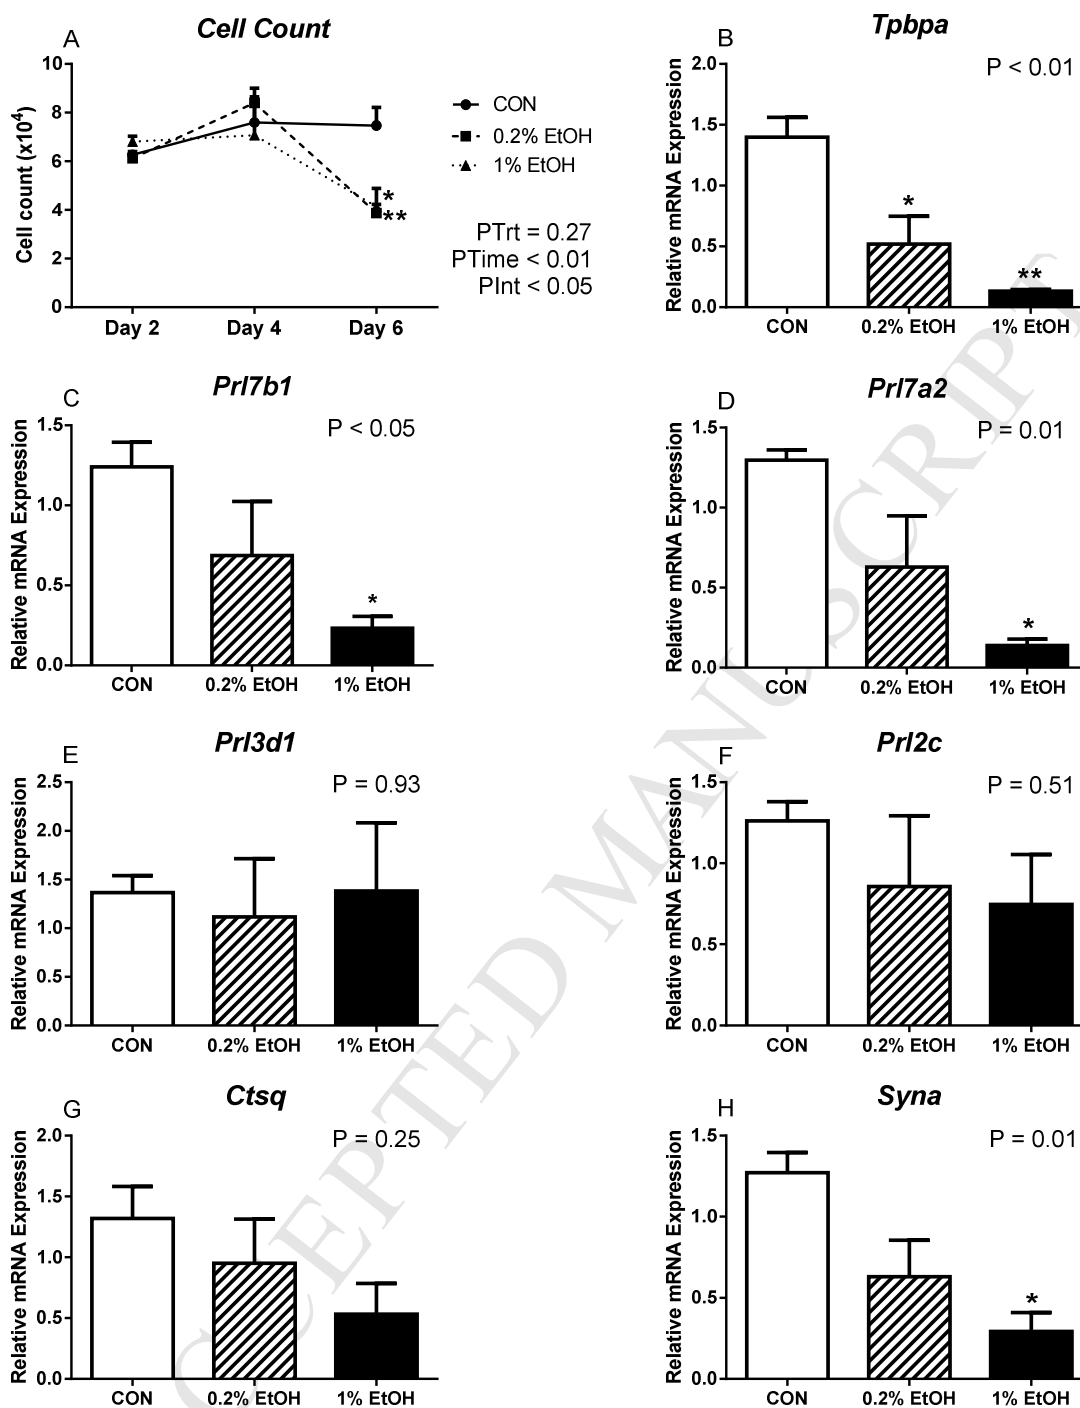 A
Cell Count
Cell count (x10⁴)
10
8
6
4
2
0
Day 2
Day 4
Day 6
*
**
CON
0.2% EtOH
1% EtOH
PTrt = 0.27
PTime < 0.01
PInt < 0.05
B
Tpbpa
P < 0.01
Relative mRNA Expression
2.0
1.5
1.0
0.5
0.0
*
**
CON
0.2% EtOH
1% EtOH
C
Prl7b1
P < 0.05
Relative mRNA Expression
1.5
1.0
0.5
0.0
*
CON
0.2% EtOH
1% EtOH
D
Prl7a2
P = 0.01
Relative mRNA Expression
1.5
1.0
0.5
0.0
*
CON
0.2% EtOH
1% EtOH
E
Prl3d1
P = 0.93
Relative mRNA Expression
2.5
2.0
1.5
1.0
0.5
0.0
CON
0.2% EtOH
1% EtOH
F
Prl2c
P = 0.51
Relative mRNA Expression
1.5
1.0
0.5
0.0
CON
0.2% EtOH
1% EtOH
G
Ctsq
P = 0.25
Relative mRNA Expression
2.0
1.5
1.0
0.5
0.0
CON
0.2% EtOH
1% EtOH
H
Syna
P = 0.01
Relative mRNA Expression
1.5
1.0
0.5
0.0
*
CON
0.2% EtOH
1% EtOH
CCEPTED MANUSCRIPT